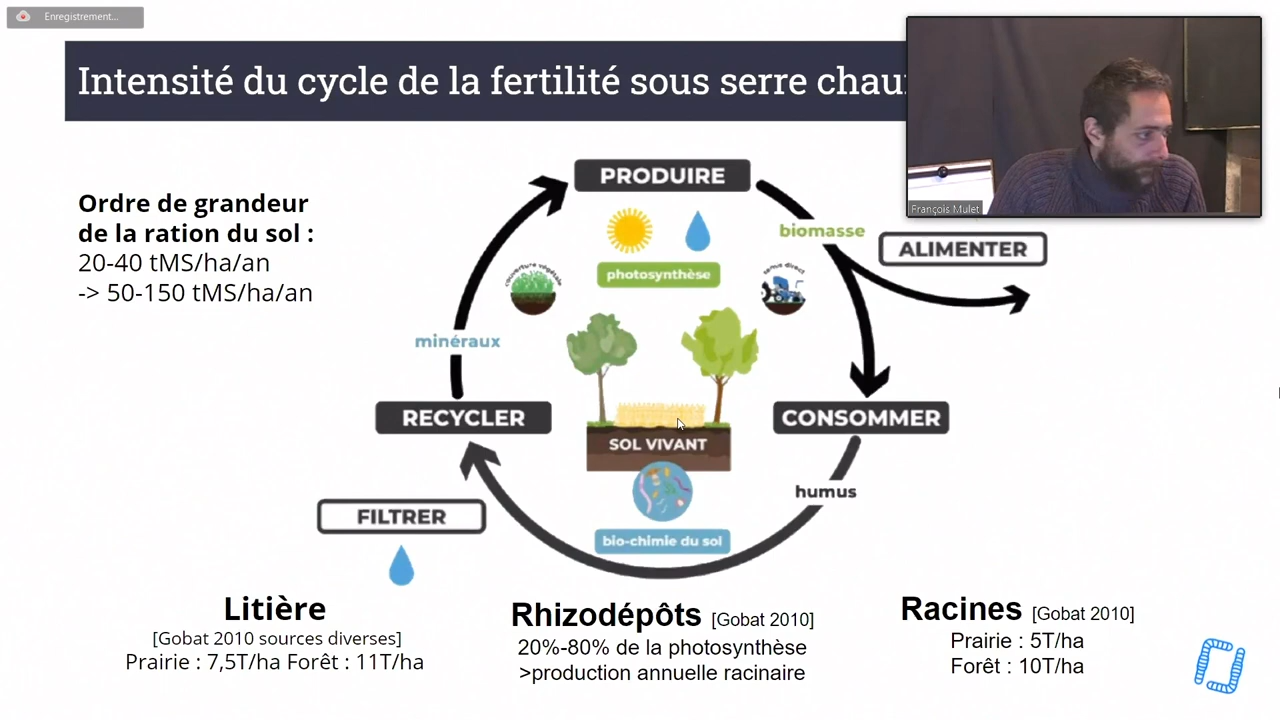 Enregistrement...
Intensité du cycle de la fertilité sous serre
François Mulet
Ordre de grandeur
de la ration du sol :
20-40 tMS/ha/an
-> 50-150 tMS/ha/an
PRODUIRE
biomasse
ALIMENTER
photosynthèse
couverture végétale
semis direct
minéraux
RECYCLER
CONSOMMER
SOL VIVANT
humus
FILTRER
bio-chimie du sol
Litière
[Gobat 2010 sources diverses]
Prairie : 7,5T/ha Forêt : 11T/ha
Rhizodépôts [Gobat 2010]
20%-80% de la photosynthèse
>production annuelle racinaire
Racines [Gobat 2010]
Prairie : 5T/ha
Forêt : 10T/ha